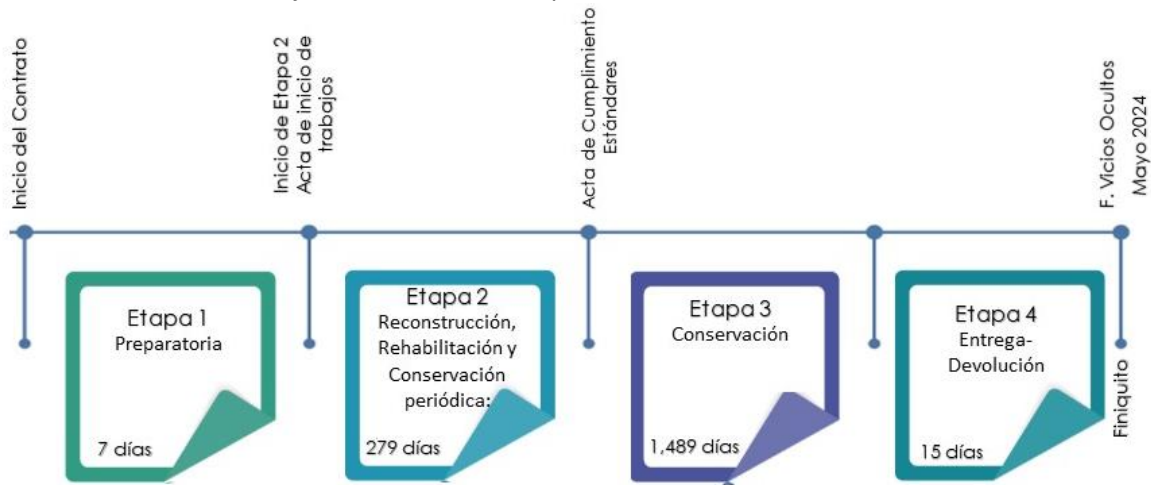 Inicio del Contrato
Inicio de Etapa 2
Acta de inicio de
trabajos
Acta de Cumplimiento
Estándares
F. Vicios Ocultos
Mayo 2024
Etapa 1
Preparatoria
7 días
Etapa 2
Reconstrucción,
Rehabilitación y
Conservación
periódica:
279 días
Etapa 3
Conservación
1,489 días
Etapa 4
Entrega-
Devolución
15 días
Finiquito